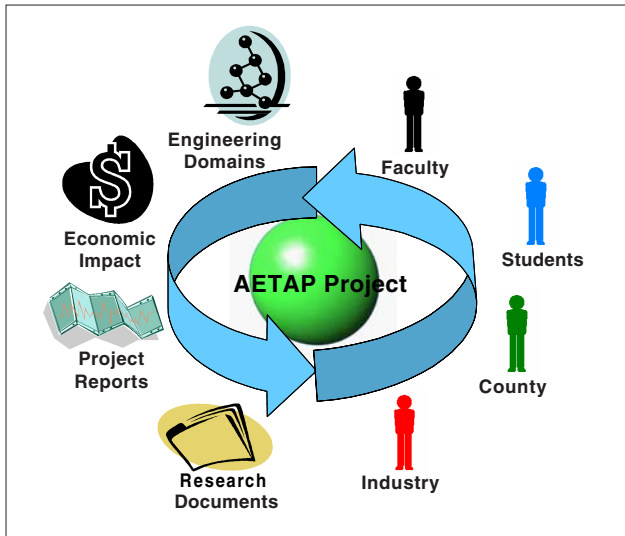 Engineering
Domains
Faculty
Economic
Impact
Students
AETAP Project
Project
Reports
County
Research
Documents
Industry